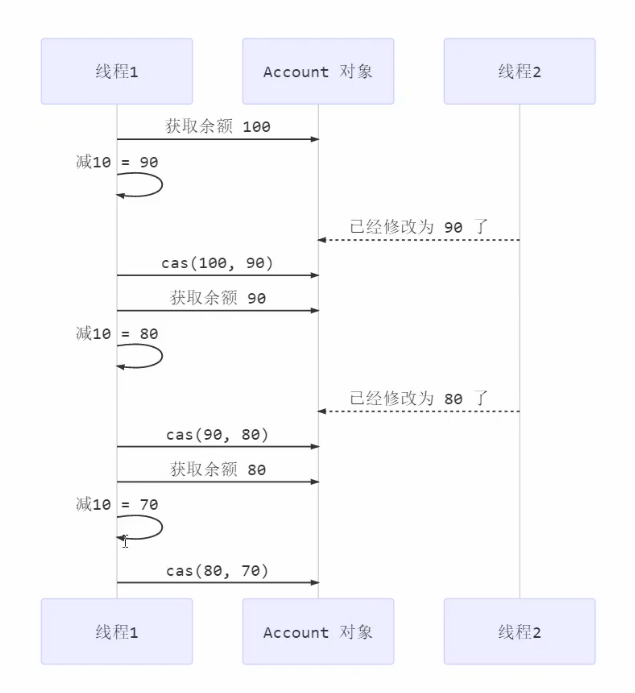 线程1
Account 对象
线程2
获取余额 100
减10 = 90
已经修改为 90 了
cas(100, 90)
获取余额 90
减10 = 80
已经修改为 80 了
cas(90, 80)
获取余额 80
减10 = 70
cas(80, 70)
线程1
Account 对象
线程2